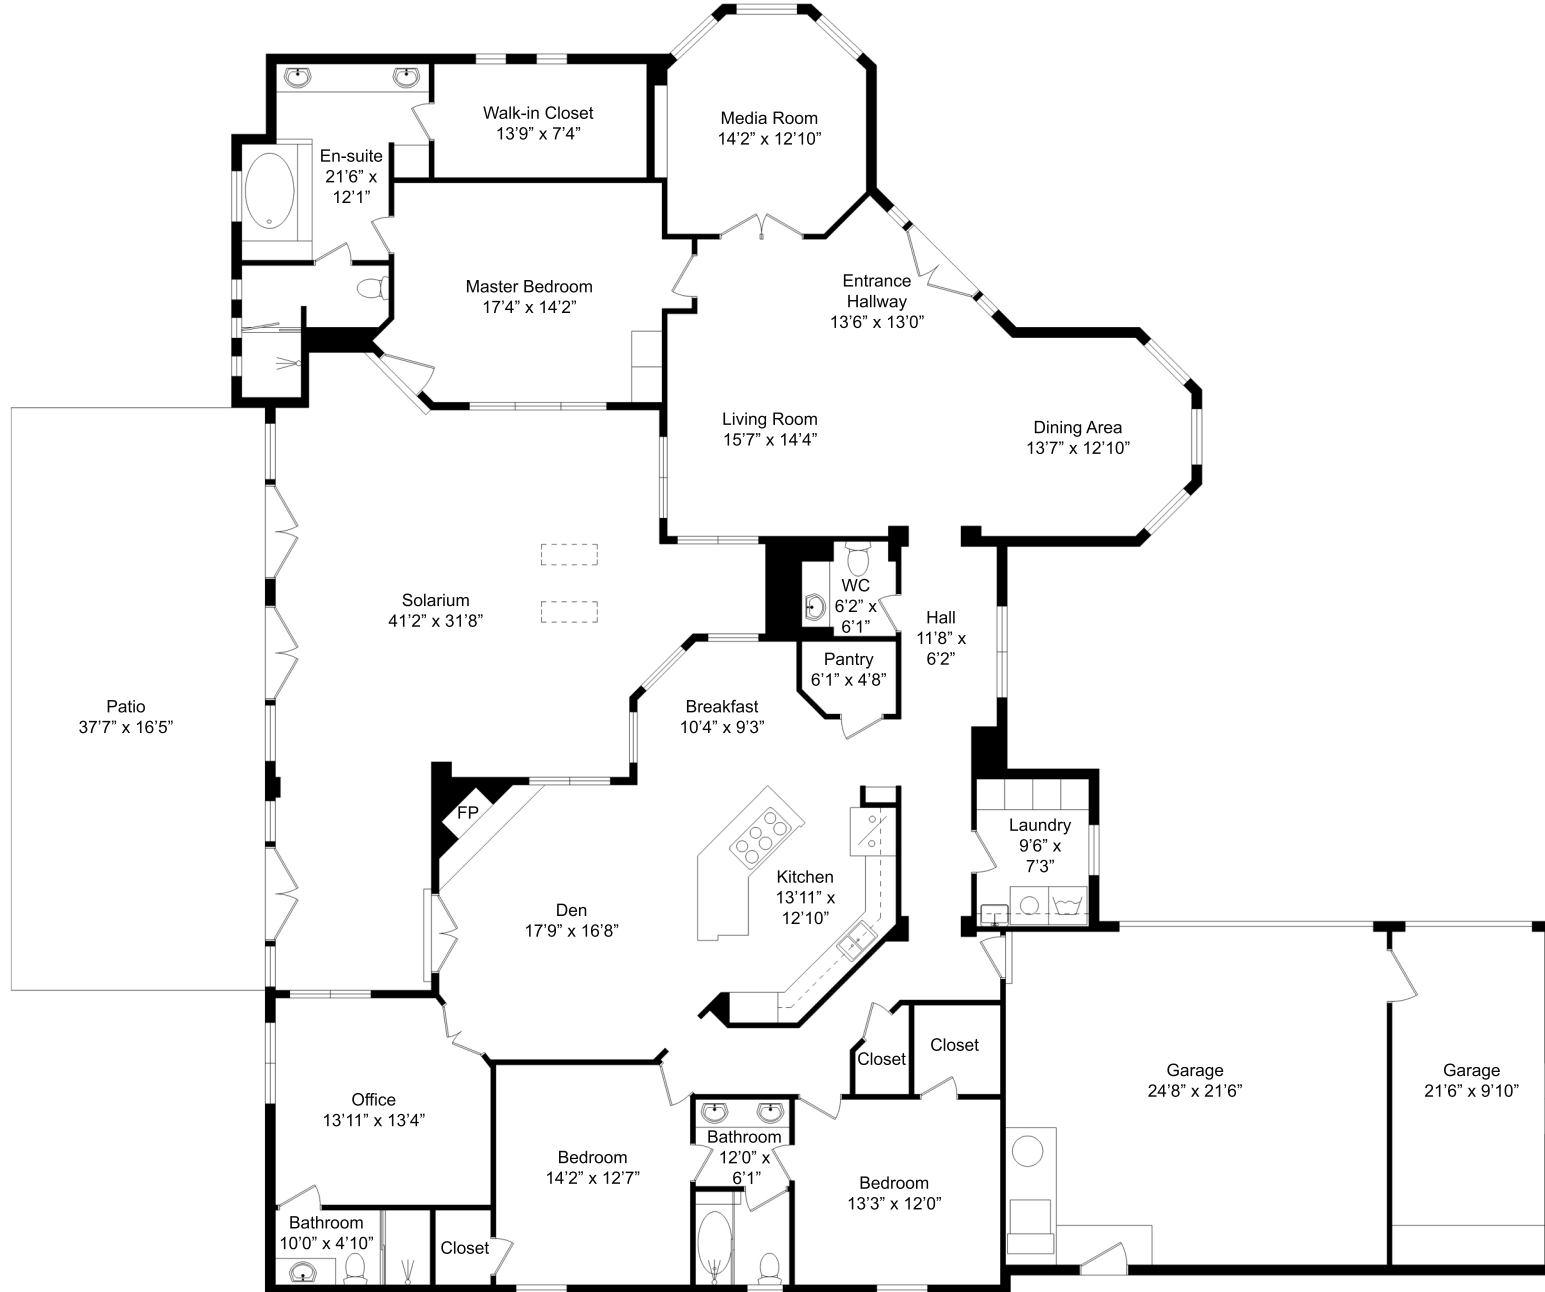 Walk-in Closet
13’9” x 7’4”
Media Room
14’2” x 12’10”
En-suite
21’6” x
12’1”
Master Bedroom
17’4” x 14’2”
Entrance
Hallway
13’6” x 13’0”
Living Room
15’7” x 14’4”
Dining Area
13’7” x 12’10”
Solarium
41’2” x 31’8”
WC
6’2” x
6’1”
Hall
11’8” x
6’2”
Pantry
6’1” x 4’8”
Patio
37’7” x 16’5”
Breakfast
10’4” x 9’3”
FP
Laundry
9’6” x
7’3”
Kitchen
13’11” x
12’10”
Den
17’9” x 16’8”
Closet
Closet
Garage
24’8” x 21’6”
Garage
21’6” x 9’10”
Office
13’11” x 13’4”
Bedroom
14’2” x 12’7”
Bathroom
12’0” x
6’1”
Bedroom
13’3” x 12’0”
Bathroom
10’0” x 4’10”
Closet